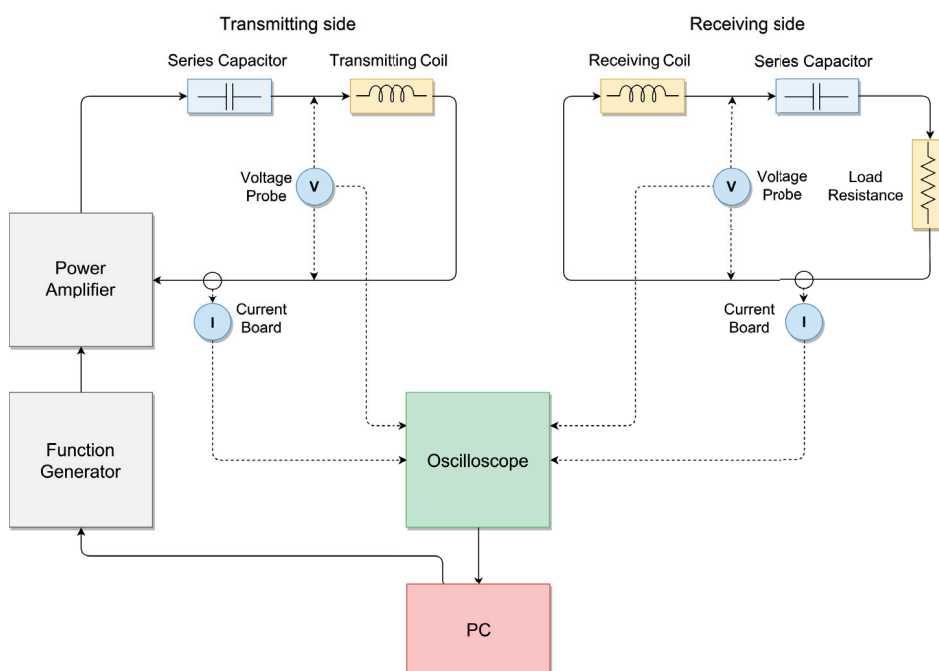 Transmitting side
Receiving side
Series Capacitor
Transmitting Coil
Receiving Coil
Series Capacitor
Voltage
Probe
V
V
Voltage
Probe
Load
Resistance
Power
Amplifier
I
Current
Board
Current
Board
I
Function
Generator
Oscilloscope
PC